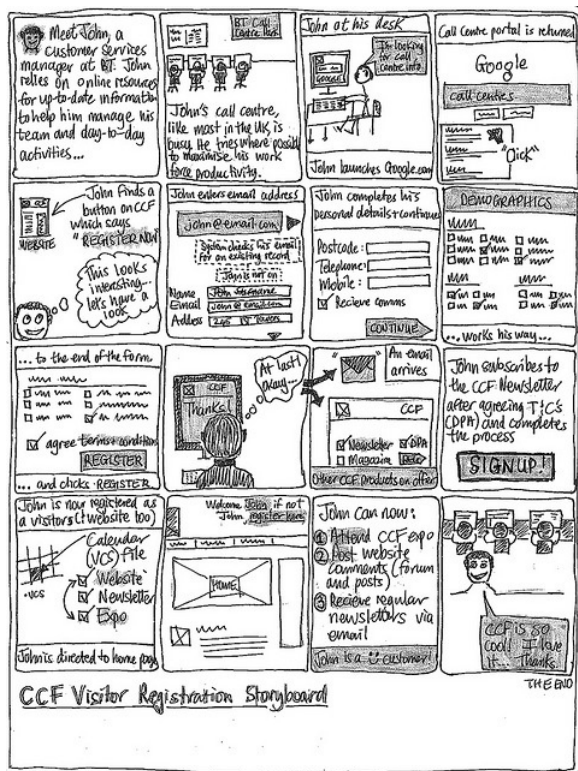 Meet John, a
customer services
manager at BT. John
relies on online resources
for up-to-date information
to help him manage his
team and day-to-day
activities...
BT Call
Centre
John's call centre,
like most in the UK, is
busy. He tries where possible
to maximise his work
force productivity.
John at his desk
I'm looking
for call
centre info
GOOGLE
John launches Google.com
Call Centre portal is returned
Google
call centres
"Click"
John finds a
button on CCF
which says
"REGISTER NOW
WEBSITE
This looks
interesting...
let's have a
look
John enters email address
john@email.com
System checks his email
for an existing record
John is not on
Name John Surname
Email john@email.com
Address 245 BT Towers
John completes his
personal details + continues
Postcode:
Telephone:
Mobile:
Recieve comms
CONTINUE
DEMOGRAPHICS
...works his way...
... to the end of the form.
agree terms + condition
REGISTER
... and clicks REGISTER
CCF
Thanks!
At last!
okay...
An email
arrives
CCF
Newsletter DPA
Magazine
Other CCF products on offer
John subscribes to
the CCF Newsletter
after agreeing T&C's
(DPA) and completes
the process
SIGNUP!
John is now registered as
a visitors (+ website too)
Calendar
(VCS) file
.vcs
Website
Newsletter
Expo
John is directed to home page
Welcome John if not
John, register here
HOME
John can now:
1 Attend CCF expo
2 Post website
comments (forum
and posts)
3 Recieve regular
newsletters via
email
John is a customer!
CCF is so
cool! I love
it... Thanks.
THE END
CCF Visitor Registration Storyboard